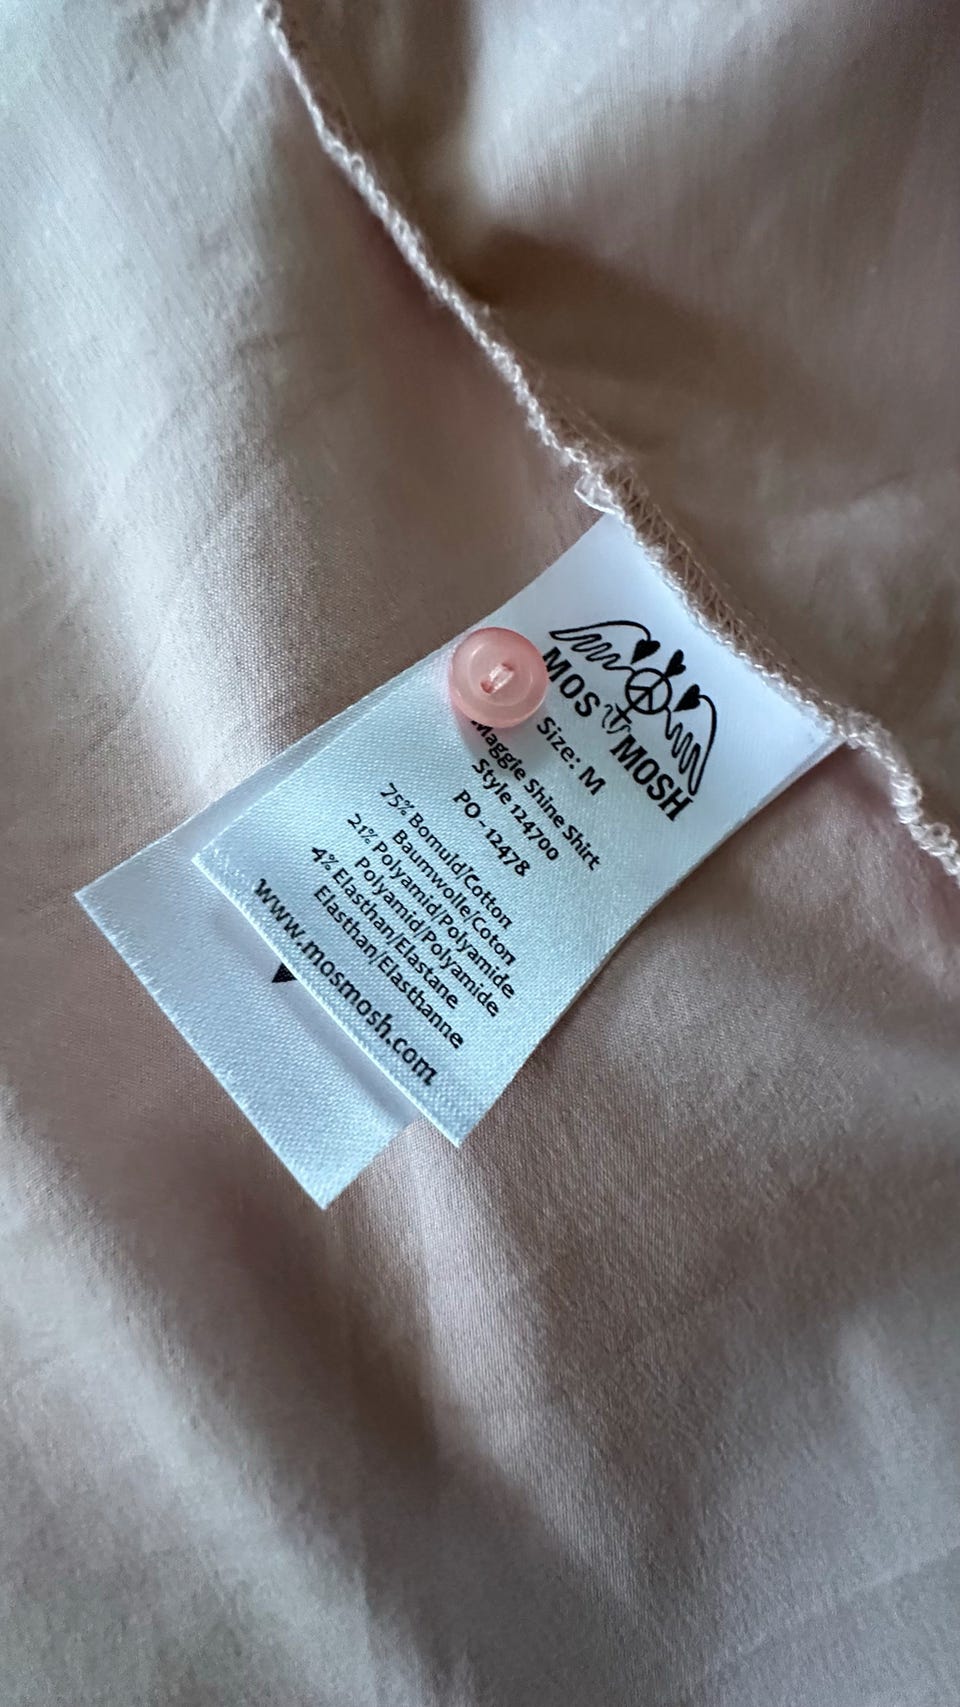 MOS MOSH
Size: M
Maggie Shine Shirt
Style 124700
PO - 12478
75% Bomuld/Cotton
Baumwolle/Coton
21% Polyamid/Polyamide
Polyamid/Polyamide
4% Elasthan/Elastane
Elasthan/Elasthanne
www.mosmosh.com